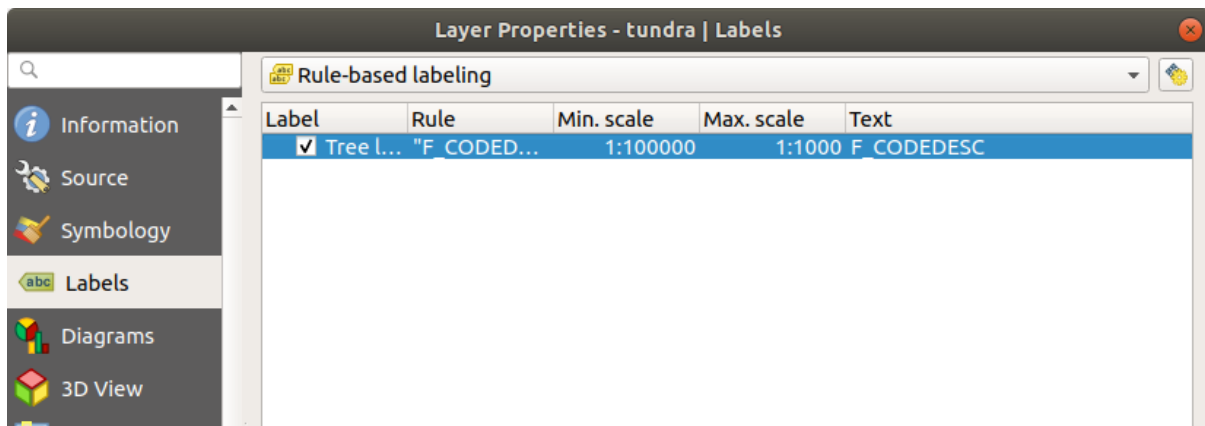 Layer Properties - tundra | Labels
Rule-based labeling
Information
Source
Symbology
Labels
Diagrams
3D View
Label Rule Min. scale Max. scale Text
Tree l... "F_CODED... 1:100000 1:1000 F_CODEDESC
abc